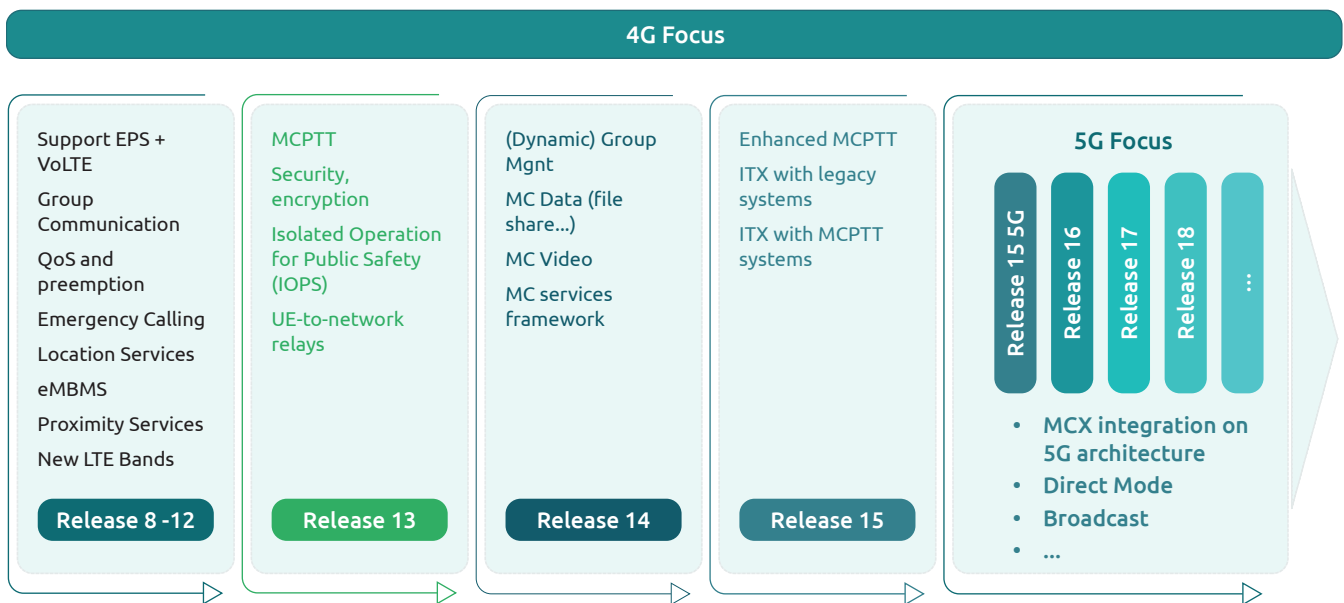 4G Focus
Support EPS +
VoLTE
Group
Communication
QoS and
preemption
Emergency Calling
Location Services
eMBMS
Proximity Services
New LTE Bands
Release 8 -12
MCPTT
Security,
encryption
Isolated Operation
for Public Safety
(IOPS)
UE-to-network
relays
Release 13
(Dynamic) Group
Mgnt
MC Data (file
share...)
MC Video
MC services
framework
Release 14
Enhanced MCPTT
ITX with legacy
systems
ITX with MCPTT
systems
Release 15
5G Focus
Release 15 5G
Release 16
Release 17
Release 18
...
• MCX integration on
5G architecture
• Direct Mode
• Broadcast
• ...